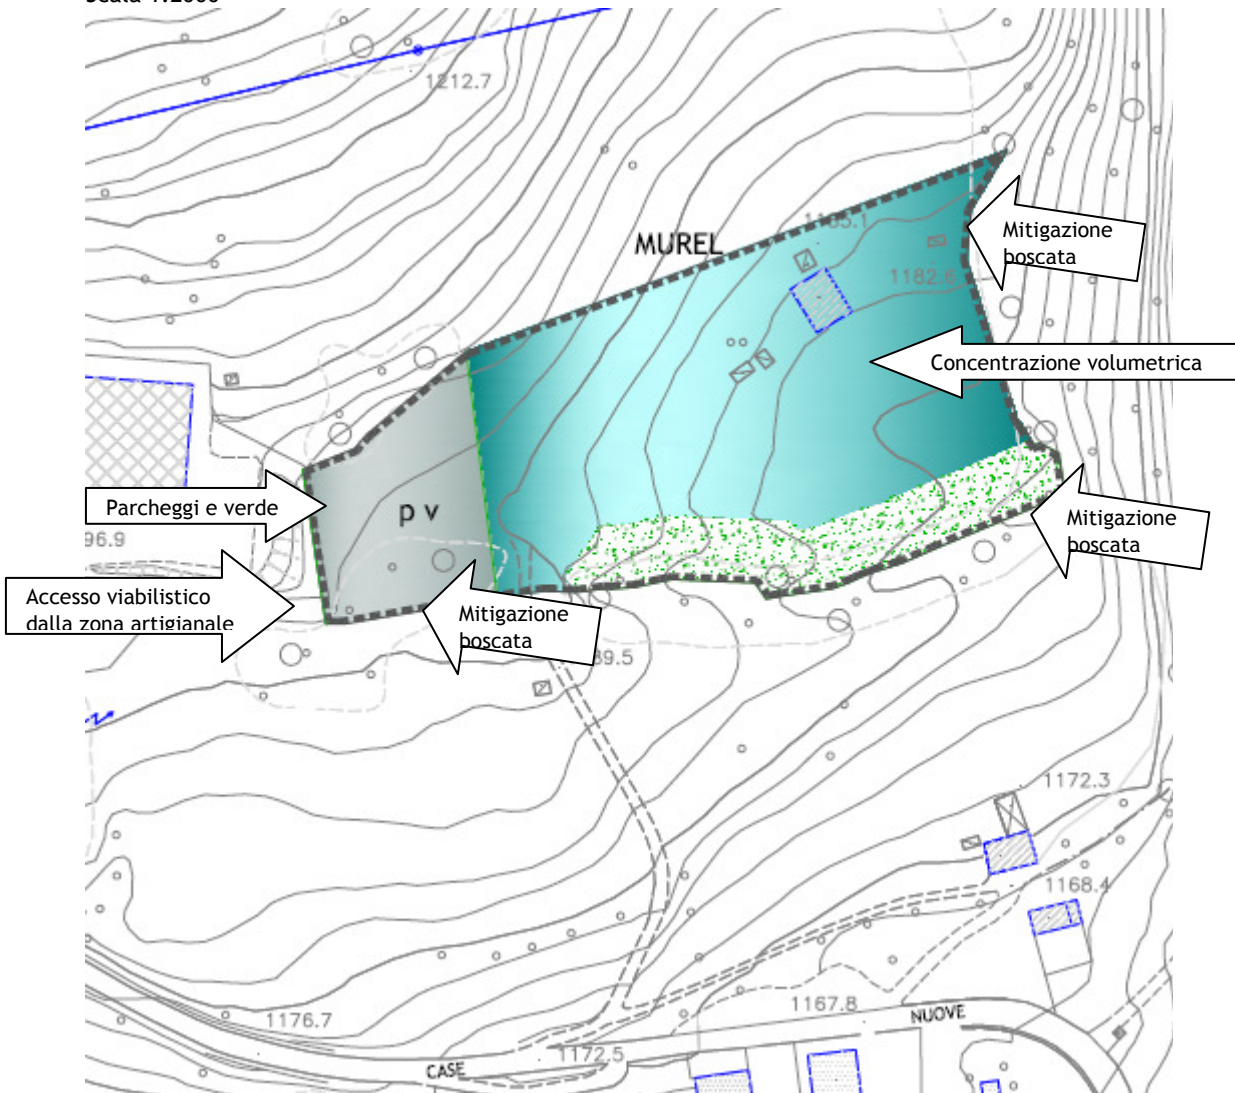 1212.7
MUREL
1182.6
Mitigazione
boscata
Concentrazione volumetrica
Parcheggi e verde
p v
96.9
Mitigazione
boscata
Accesso viabilistico
dalla zona artigianale
Mitigazione
boscata
39.5
1172.3
1168.4
1167.8
NUOVE
1176.7
1172.5
CASE